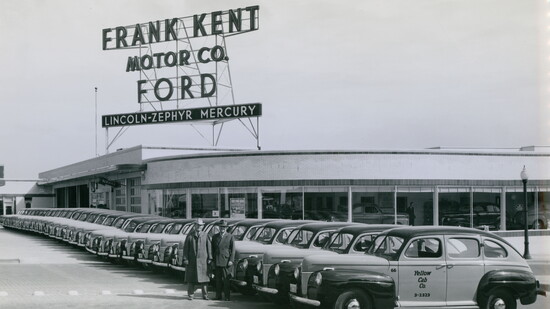 FRANK KENT
MOTOR CO.
FORD
LINCOLN-ZEPHYR MERCURY
Yellow
Cab
Co